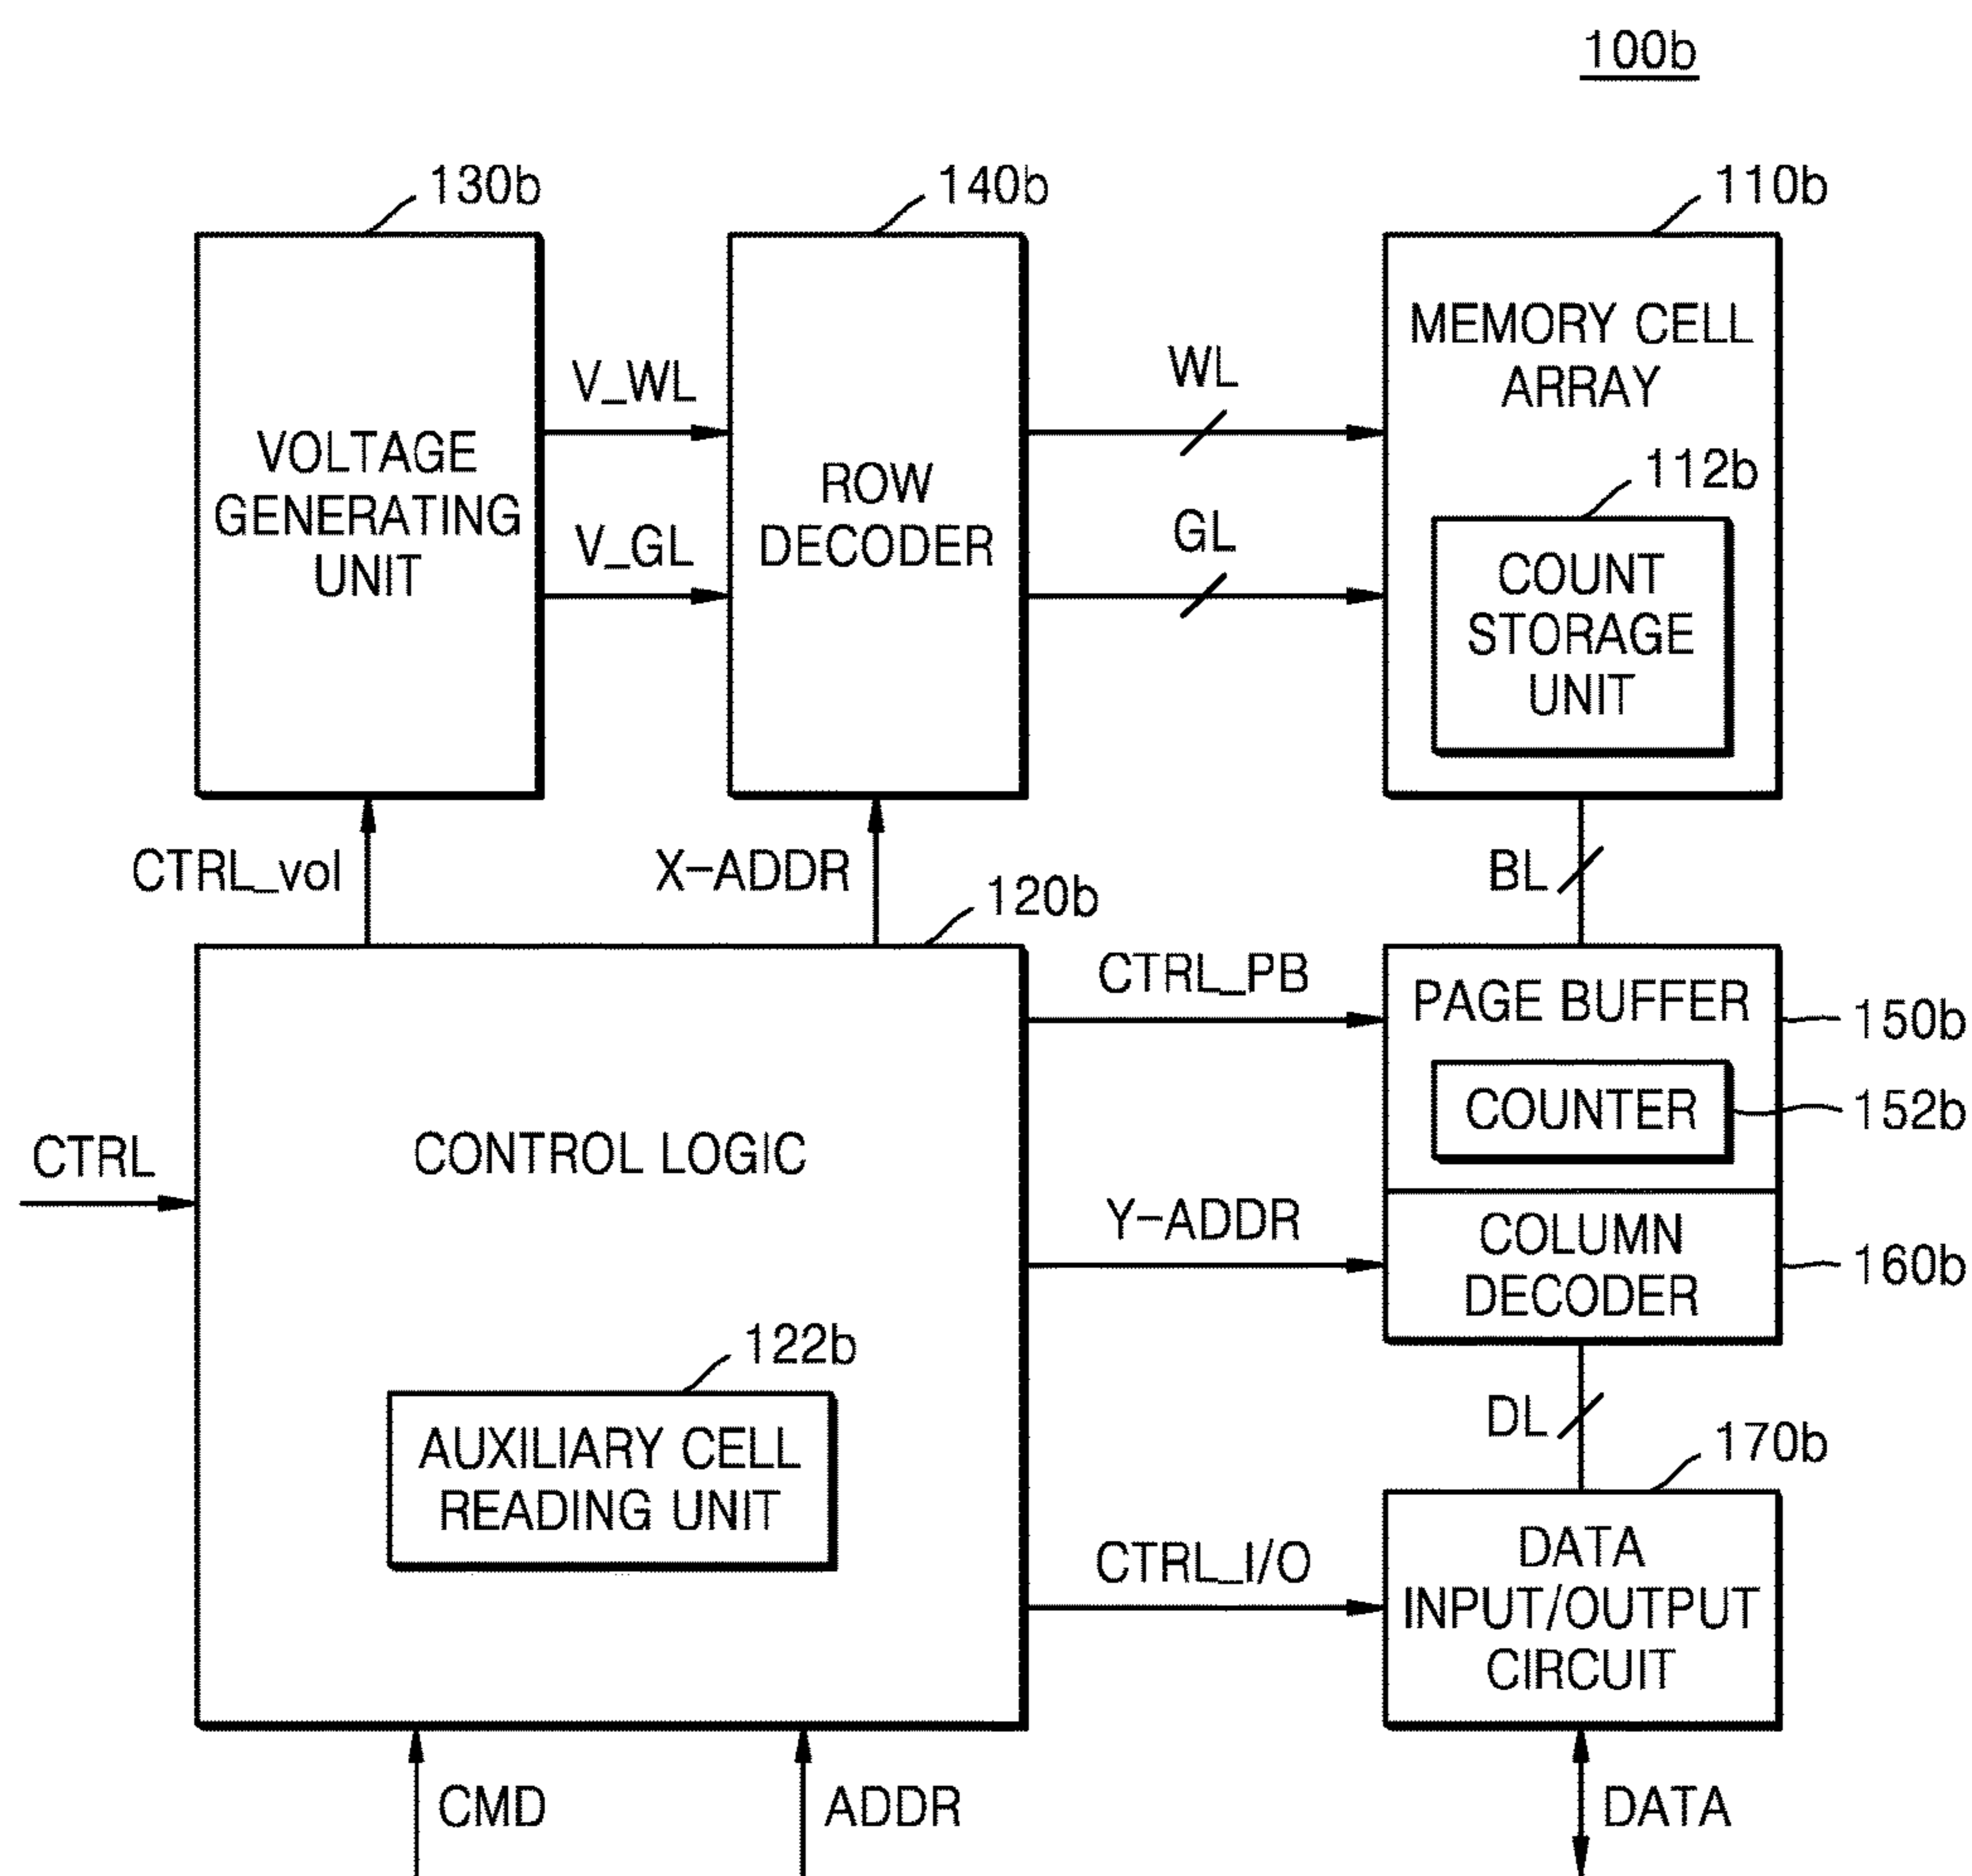 100b
130b
140b
110b
VOLTAGE
GENERATING
UNIT
V_WL
V_GL
ROW
DECODER
WL
GL
MEMORY CELL
ARRAY
112b
COUNT
STORAGE
UNIT
CTRL_vol
X-ADDR
120b
BL
CTRL
CONTROL LOGIC
122b
AUXILIARY CELL
READING UNIT
CTRL_PB
Y-ADDR
CTRL_I/O
PAGE BUFFER
150b
COUNTER
152b
COLUMN
DECODER
160b
DL
170b
DATA
INPUT/OUTPUT
CIRCUIT
CMD
ADDR
DATA